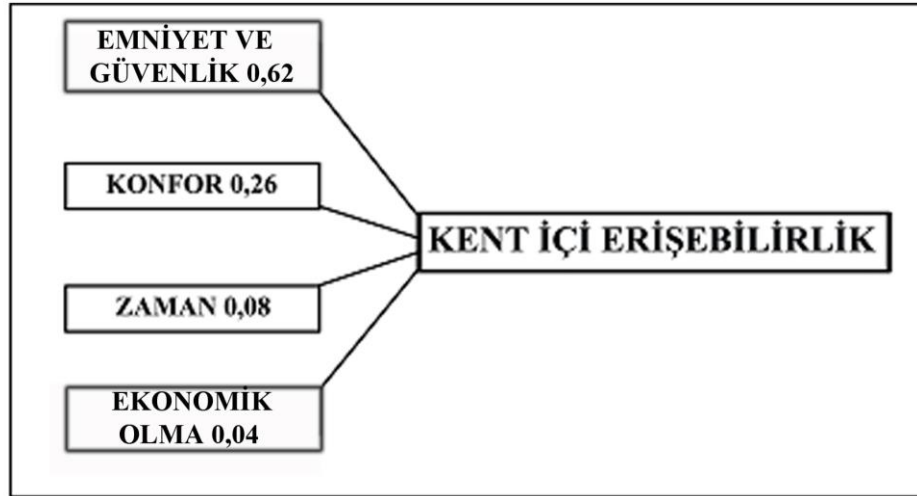 EMNİYET VE
GÜVENLİK 0,62
KONFOR 0,26
KENT İÇİ ERİŞEBİLİRLİK
ZAMAN 0,08
EKONOMİK
OLMA 0,04